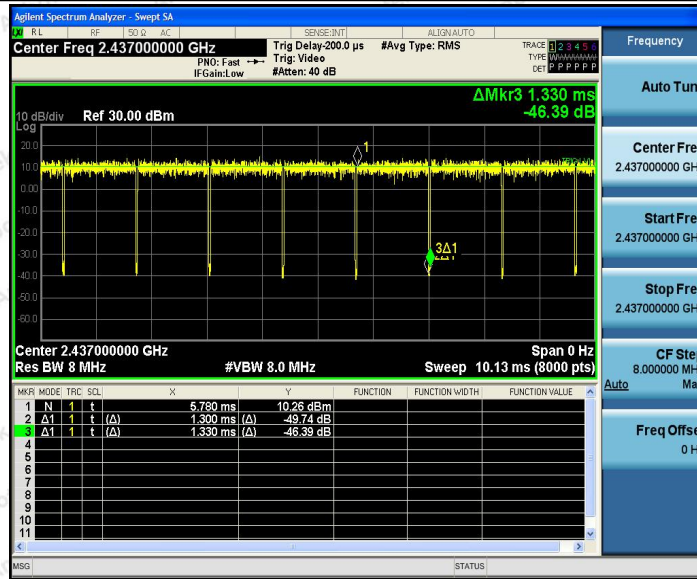 Agilent Spectrum Analyzer - Swept SA
LXI RL RF 50 Ω AC SENSE:INT ALIGNAUTO
Center Freq 2.437000000 GHz
PNO: Fast
IFGain:Low
Trig Delay-200.0 µs
Trig: Video
#Atten: 40 dB
#Avg Type: RMS
TRACE 1 2 3 4 5 6
TYPE
DET P P P P P P
ΔMkr3 1.330 ms
-46.39 dB
10 dB/div Ref 30.00 dBm
Log
20.0
10.0
0.00
-10.0
-20.0
-30.0
-40.0
-50.0
-60.0
1
3Δ1
Center 2.437000000 GHz Span 0 Hz
Res BW 8 MHz #VBW 8.0 MHz Sweep 10.13 ms (8000 pts)
MKR MODE TRC SCL X Y FUNCTION FUNCTION WIDTH FUNCTION VALUE
1 N 1 t 5.780 ms 10.26 dBm
2 Δ1 1 t (Δ) 1.300 ms (Δ) -49.74 dB
3 Δ1 1 t (Δ) 1.330 ms (Δ) -46.39 dB
4
5
6
7
8
9
10
11
MSG STATUS
Frequency
Auto Tun
Center Fre
2.437000000 GH
Start Fre
2.437000000 GH
Stop Fre
2.437000000 GH
CF Ste
8.000000 MH
Auto Ma
Freq Offse
0 H